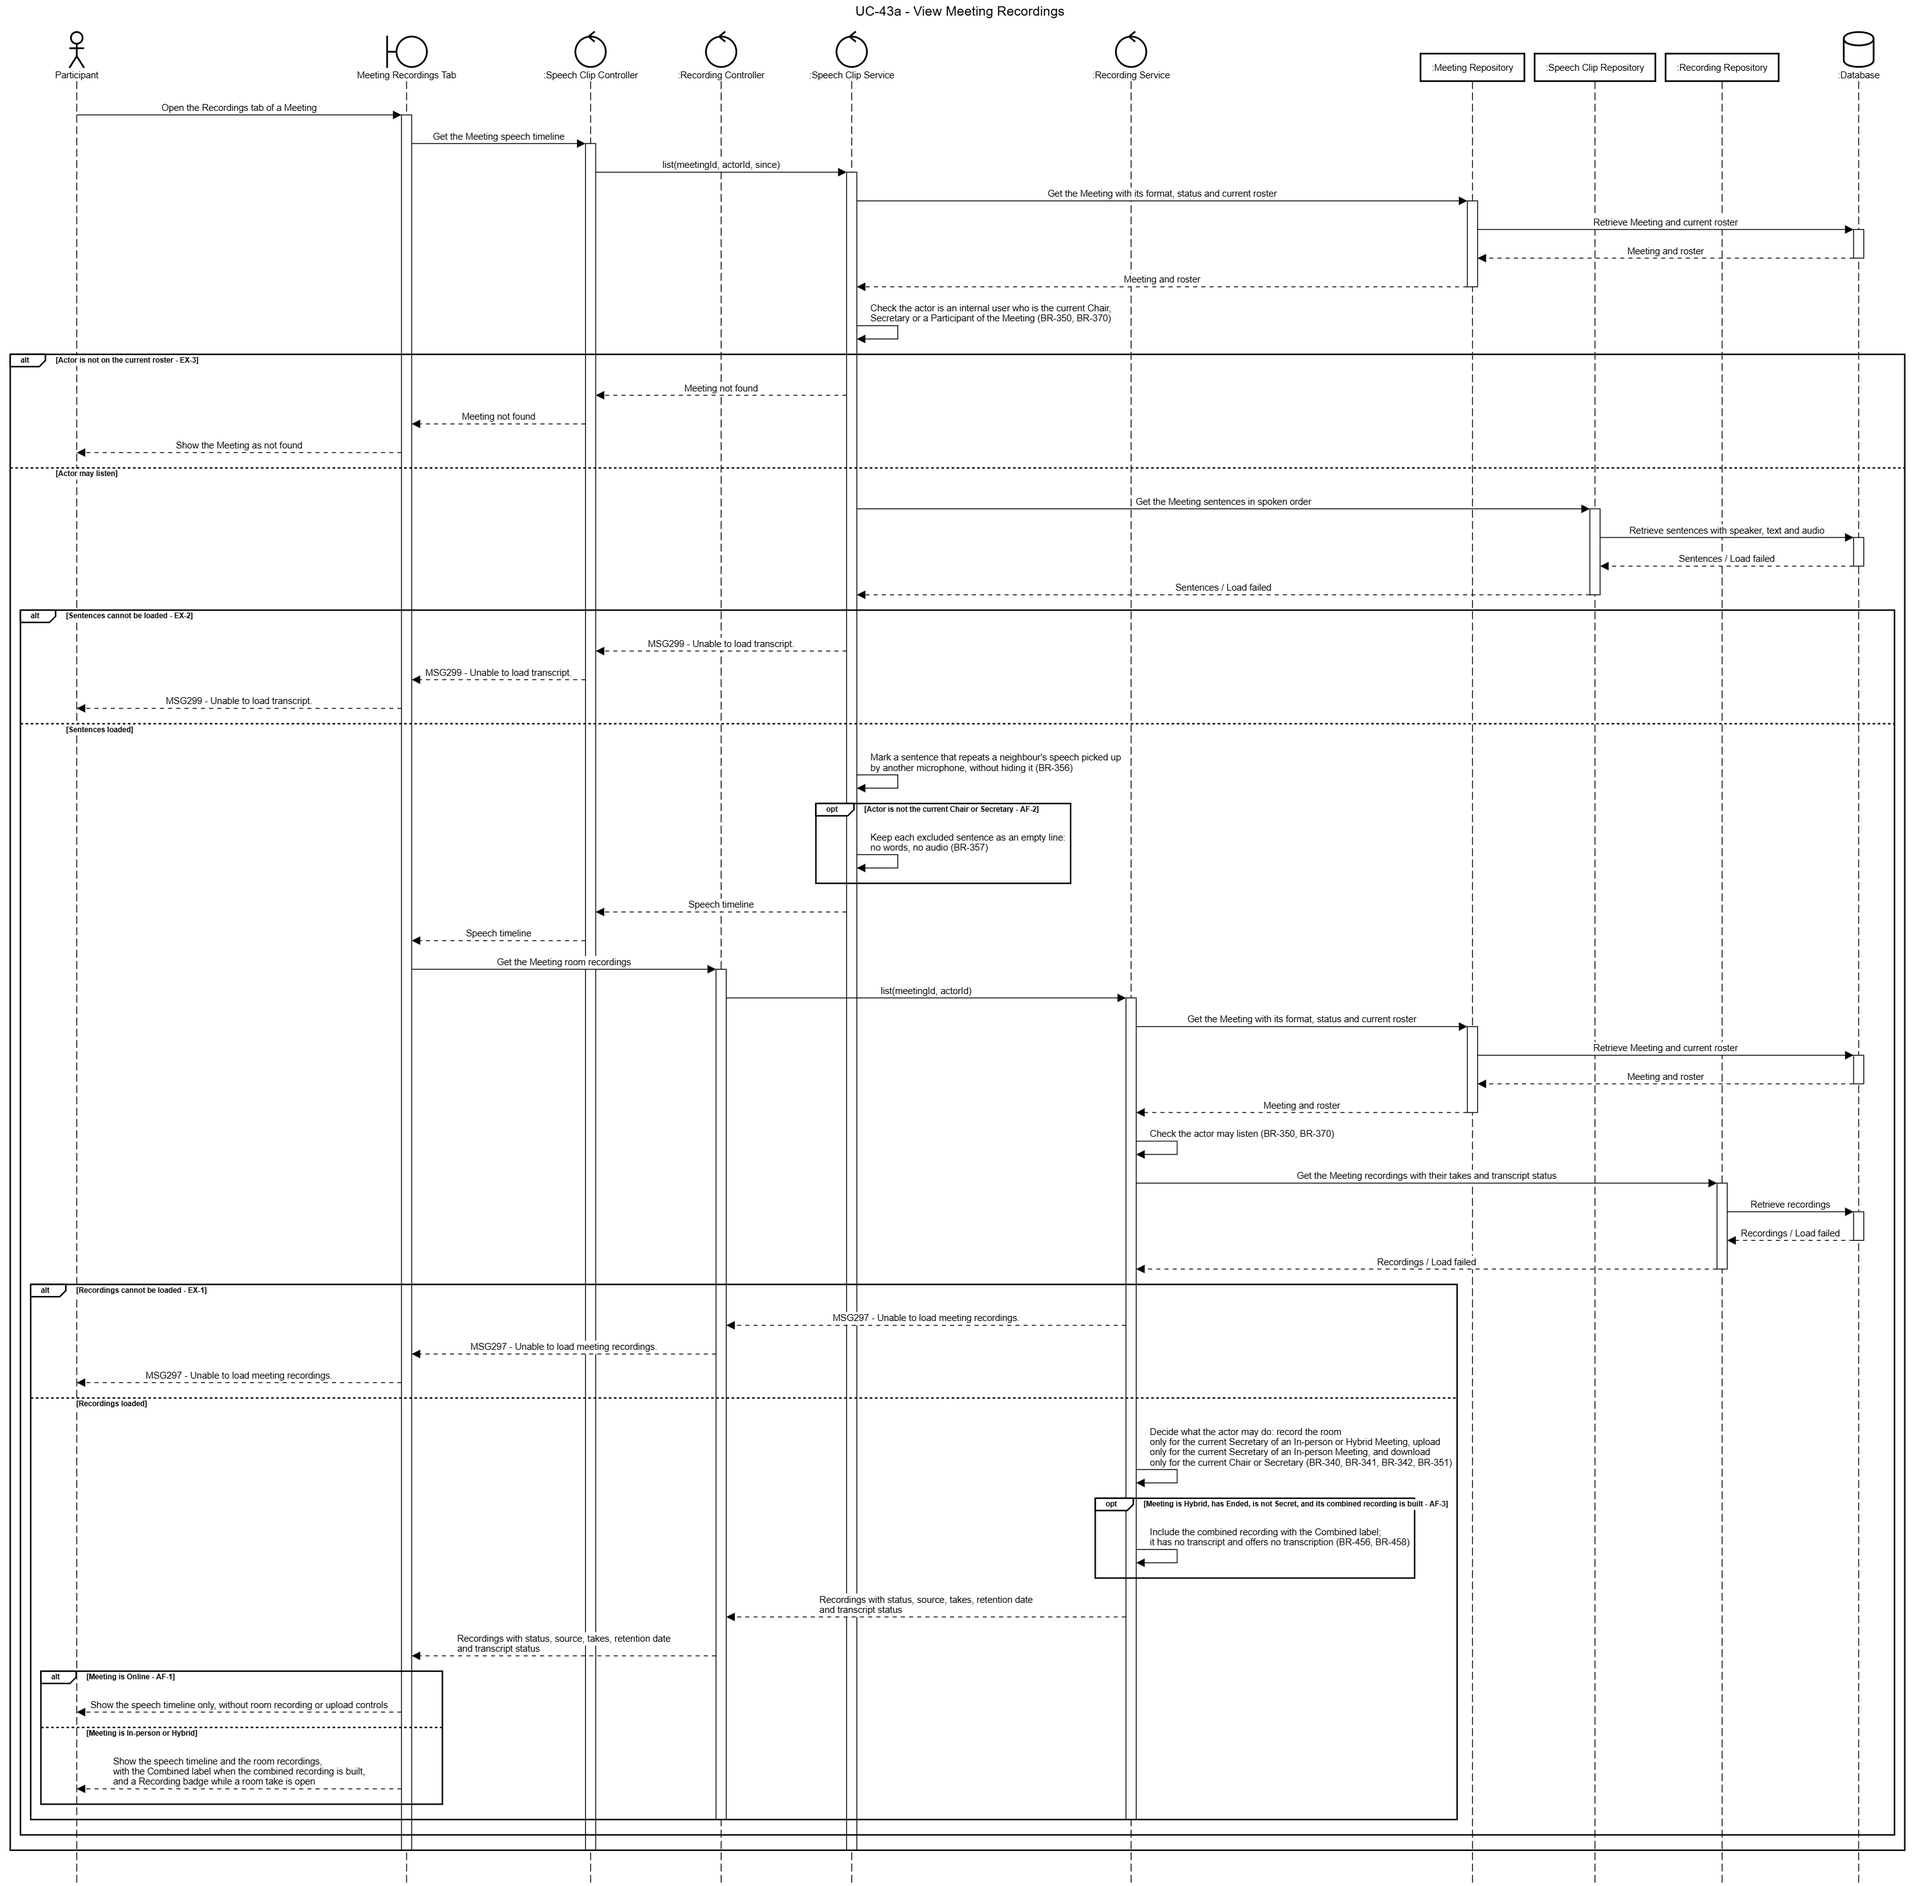 UC-43a - View Meeting Recordings
Participant
Meeting Recordings Tab
:Speech Clip Controller
:Recording Controller
:Speech Clip Service
:Recording Service
:Meeting Repository
:Speech Clip Repository
:Recording Repository
:Database
Open the Recordings tab of a Meeting
Get the Meeting speech timeline
list(meetingId, actorId, since)
Get the Meeting with its format, status and current roster
Retrieve Meeting and current roster
Meeting and roster
Meeting and roster
Check the actor is an internal user who is the current Chair,
Secretary or a Participant of the Meeting (BR-350, BR-370)
alt
[Actor is not on the current roster - EX-3]
Meeting not found
Meeting not found
Show the Meeting as not found
[Actor may listen]
Get the Meeting sentences in spoken order
Retrieve sentences with speaker, text and audio
Sentences / Load failed
Sentences / Load failed
alt
[Sentences cannot be loaded - EX-2]
MSG299 - Unable to load transcript.
MSG299 - Unable to load transcript.
MSG299 - Unable to load transcript.
[Sentences loaded]
Mark a sentence that repeats a neighbour's speech picked up
by another microphone, without hiding it (BR-356)
opt
[Actor is not the current Chair or Secretary - AF-2]
Keep each excluded sentence as an empty line:
no words, no audio (BR-357)
Speech timeline
Speech timeline
Get the Meeting room recordings
list(meetingId, actorId)
Get the Meeting with its format, status and current roster
Retrieve Meeting and current roster
Meeting and roster
Meeting and roster
Check the actor may listen (BR-350, BR-370)
Get the Meeting recordings with their takes and transcript status
Retrieve recordings
Recordings / Load failed
Recordings / Load failed
alt
[Recordings cannot be loaded - EX-1]
MSG297 - Unable to load meeting recordings.
MSG297 - Unable to load meeting recordings.
MSG297 - Unable to load meeting recordings.
[Recordings loaded]
Decide what the actor may do: record the room
only for the current Secretary of an In-person or Hybrid Meeting, upload
only for the current Secretary of an In-person Meeting, and download
only for the current Chair or Secretary (BR-340, BR-341, BR-342, BR-351)
opt
[Meeting is Hybrid, has Ended, is not Secret, and its combined recording is built - AF-3]
Include the combined recording with the Combined label;
it has no transcript and offers no transcription (BR-456, BR-458)
Recordings with status, source, takes, retention date
and transcript status
Recordings with status, source, takes, retention date
and transcript status
alt
[Meeting is Online - AF-1]
Show the speech timeline only, without room recording or upload controls
[Meeting is In-person or Hybrid]
Show the speech timeline and the room recordings,
with the Combined label when the combined recording is built,
and a Recording badge while a room take is open